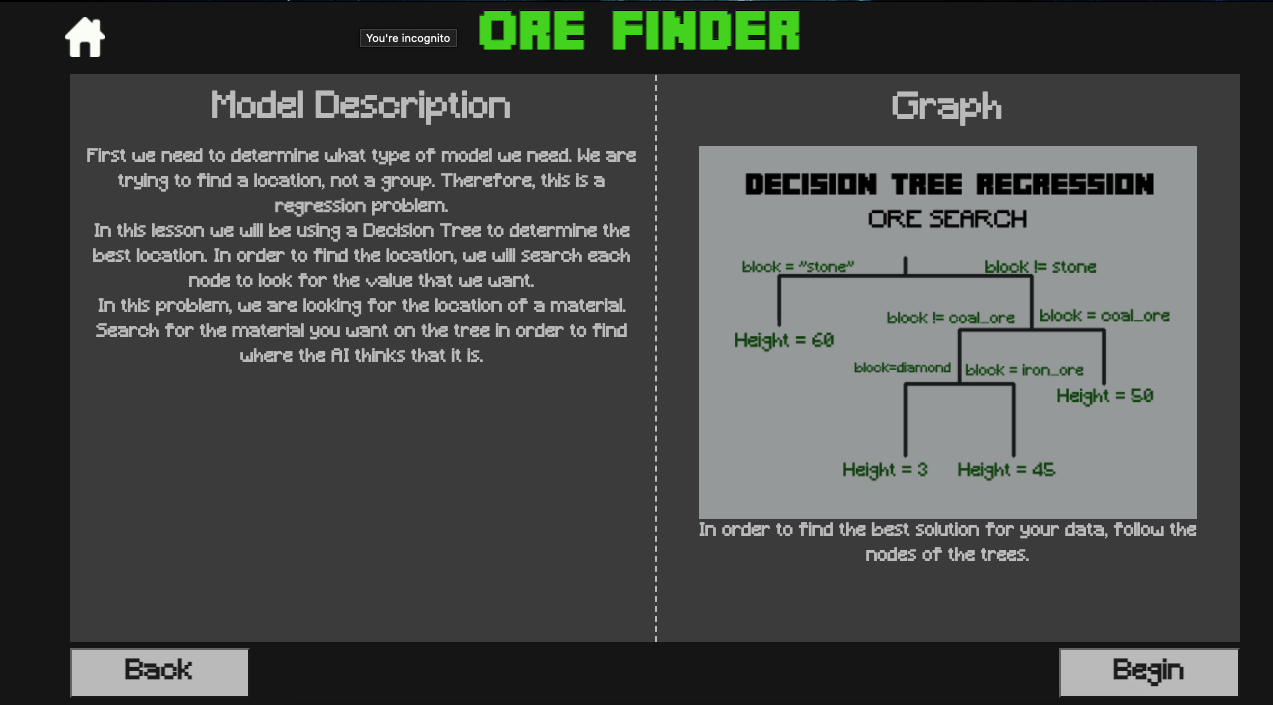 You're incognito
ORE FINDER
Model Description
First we need to determine what type of model we need. We are
trying to find a location, not a group. Therefore, this is a
regression problem.
In this lesson we will be using a Decision Tree to determine the
best location. In order to find the location, we will search each
node to look for the value that we want.
In this problem, we are looking for the location of a material.
Search for the material you want on the tree in order to find
where the AI thinks that it is.
Graph
DECISION TREE REGRESSION
ORE SEARCH
block = "stone"
block != stone
block != coal_ore
block = coal_ore
Height = 60
block=diamond
block = iron_ore
Height = 50
Height = 3
Height = 45
In order to find the best solution for your data, follow the
nodes of the trees.
Back
Begin